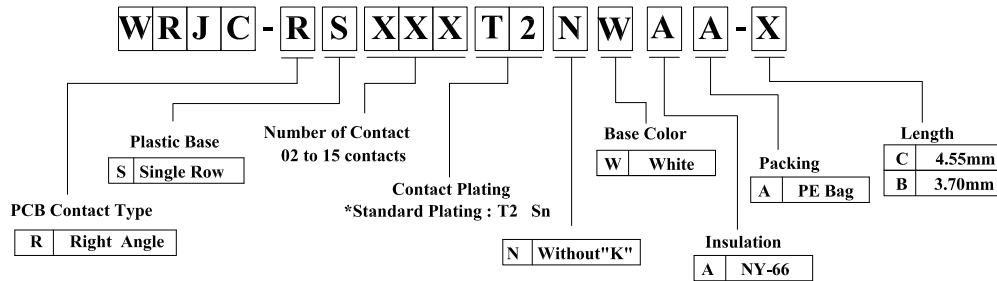 WRJC-RSXXXT2NWAA-X
Plastic Base
S Single Row
Number of Contact
02 to 15 contacts
Base Color
W White
Length
C 4.55mm
B 3.70mm
Packing
A PE Bag
Contact Plating
*Standard Plating : T2 Sn
PCB Contact Type
R Right Angle
N Without"K"
Insulation
A NY-66